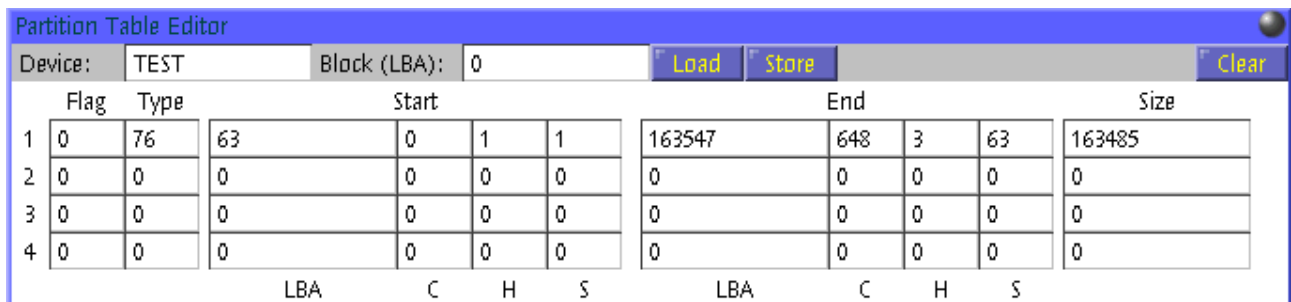 Partition Table Editor
Device: TEST Block (LBA): 0 Load Store Clear
Flag Type Start End Size
1 0 76 63 0 1 1 163547 648 3 63 163485
2 0 0 0 0 0 0 0 0 0 0 0
3 0 0 0 0 0 0 0 0 0 0 0
4 0 0 0 0 0 0 0 0 0 0 0
LBA C H S LBA C H S